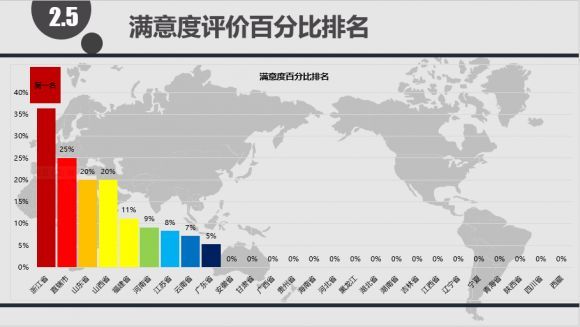 2.5
满意度评价百分比排名
满意度百分比排名
40%
35%
30%
25%
20%
15%
10%
5%
0%
第一名
25%
20%
20%
11%
9%
8%
7%
5%
0% 0% 0% 0% 0% 0% 0% 0% 0% 0% 0% 0% 0% 0% 0% 0%
浙江省
直辖市
山东省
山西省
福建省
河南省
江苏省
云南省
广东省
安徽省
甘肃省
广西省
贵州省
海南省
河北省
黑龙江
湖北省
湖南省
吉林省
江西省
辽宁省
宁夏
青海省
陕西省
四川省
西藏